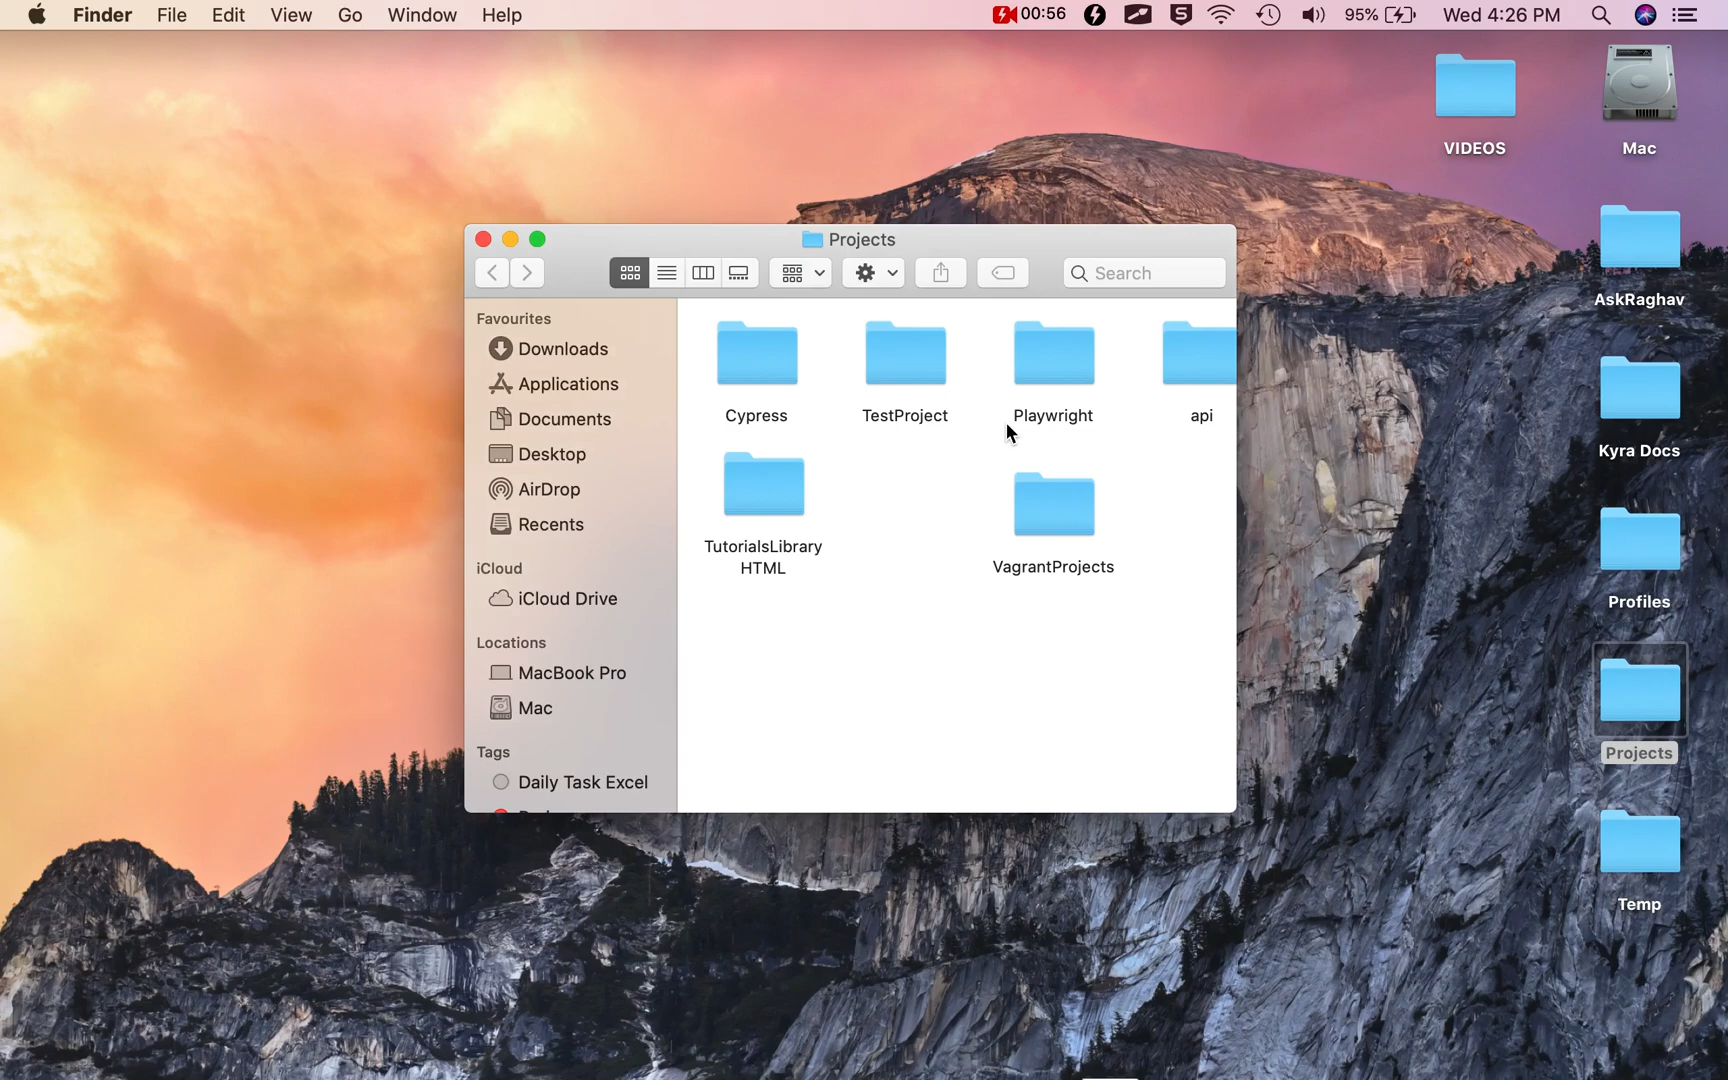 Finder File Edit View Go Window Help 00:56 95% Wed 4:26 PM
VIDEOS
Mac
AskRaghav
Kyra Docs
Profiles
Projects
Temp
Projects
Search
Favourites
Downloads
Applications
Documents
Desktop
AirDrop
Recents
iCloud
iCloud Drive
Locations
MacBook Pro
Mac
Tags
Daily Task Excel
Cypress
TestProject
Playwright
api
TutorialsLibrary
HTML
VagrantProjects